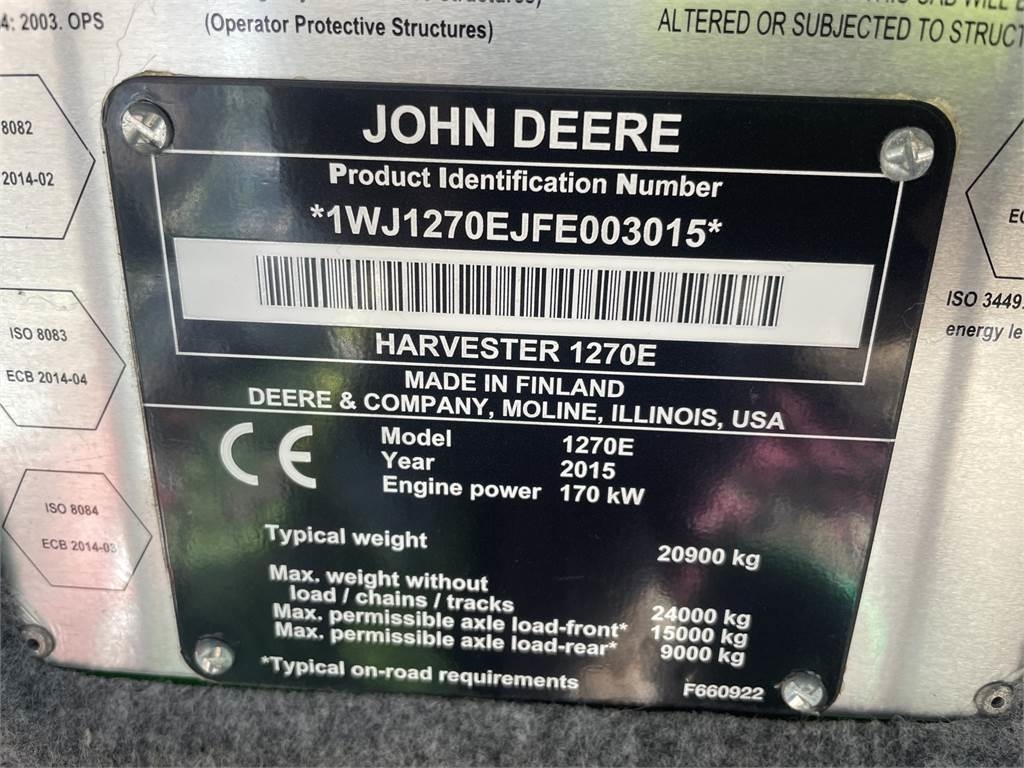 4: 2003. OPS
(Operator Protective Structures)
ALTERED OR SUBJECTED TO STRUCT
8082
2014-02
ISO 8083
ECB 2014-04
ISO 8084
ECB 2014-03
JOHN DEERE
Product Identification Number
*1WJ1270EJFE003015*
HARVESTER 1270E
MADE IN FINLAND
DEERE & COMPANY, MOLINE, ILLINOIS, USA
CE
Model 1270E
Year 2015
Engine power 170 kW
Typical weight 20900 kg
Max. weight without
load / chains / tracks 24000 kg
Max. permissible axle load-front* 15000 kg
Max. permissible axle load-rear* 9000 kg
*Typical on-road requirements
F660922
EC
ISO 3449
energy le